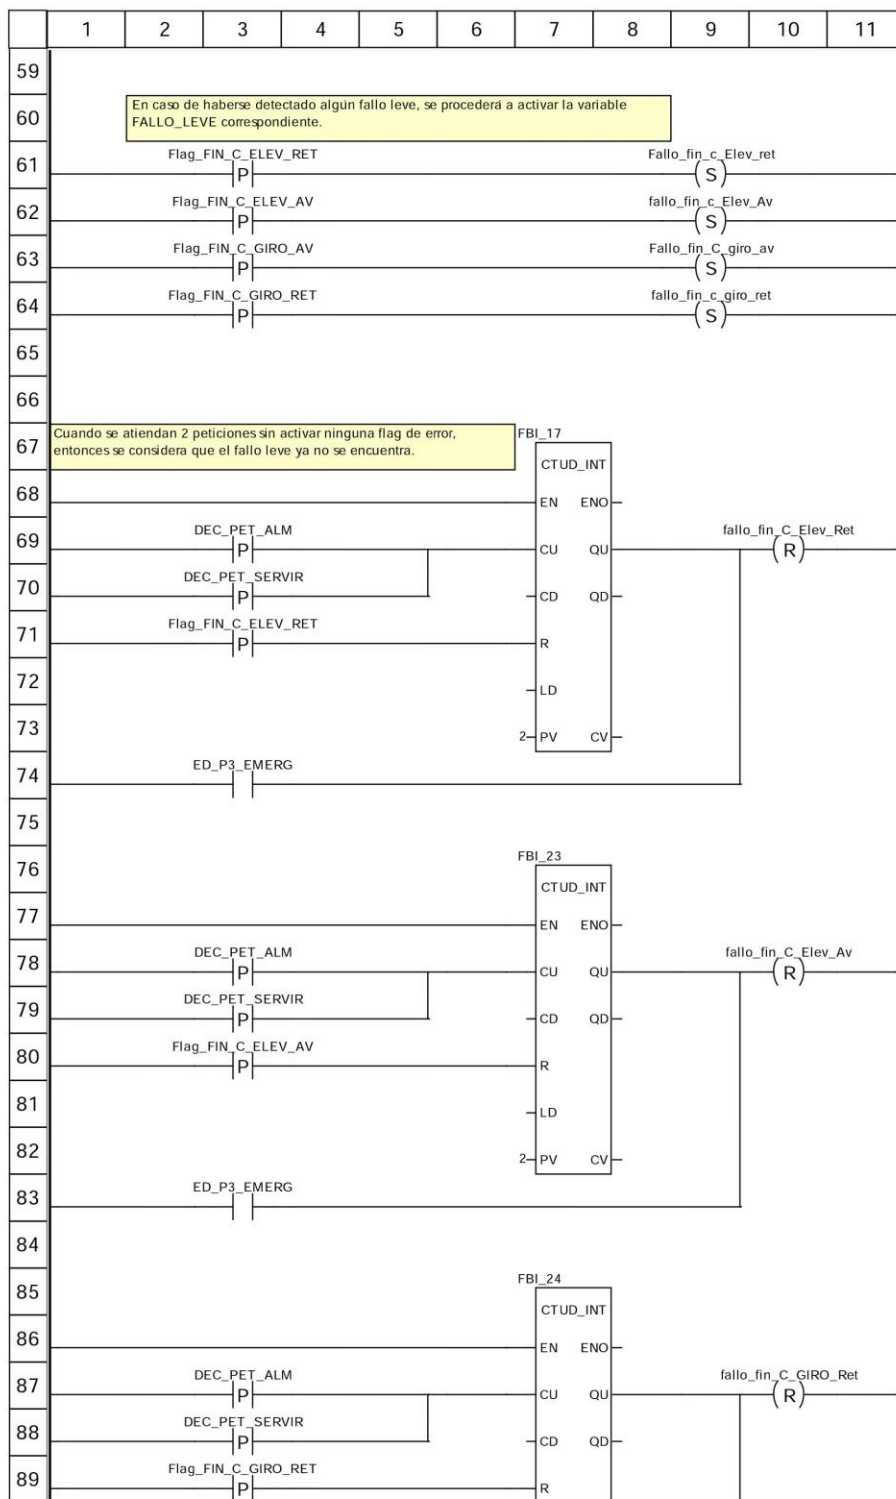 1 2 3 4 5 6 7 8 9 10 11
59
60
En caso de haberse detectado algún fallo leve, se procederá a activar la variable
FALLO_LEVE correspondiente.
Flag_FIN_C_ELEV_RET Fallo_fin_c_Elev_ret
61 P S
Flag_FIN_C_ELEV_AV fallo_fin_c_Elev_Av
62 P S
Flag_FIN_C_GIRO_AV Fallo_fin_C_giro_av
63 P S
Flag_FIN_C_GIRO_RET fallo_fin_c_giro_ret
64 P S
65
66
67
Cuando se atiendan 2 peticiones sin activar ninguna flag de error,
entonces se considera que el fallo leve ya no se encuentra.
FBI_17
CTUD_INT
68 EN ENO
DEC_PET_ALM fallo_fin_C_Elev_Ret
69 P CU QU R
DEC_PET_SERVIR
70 P CD QD
Flag_FIN_C_ELEV_RET
71 P R
72 LD
73 2 PV CV
ED_P3_EMERG
74
75
76 FBI_23
CTUD_INT
77 EN ENO
DEC_PET_ALM fallo_fin_C_Elev_Av
78 P CU QU R
DEC_PET_SERVIR
79 P CD QD
Flag_FIN_C_ELEV_AV
80 P R
81 LD
82 2 PV CV
ED_P3_EMERG
83
84
85 FBI_24
CTUD_INT
86 EN ENO
DEC_PET_ALM fallo_fin_C_GIRO_Ret
87 P CU QU R
DEC_PET_SERVIR
88 P CD QD
Flag_FIN_C_GIRO_RET
89 P R